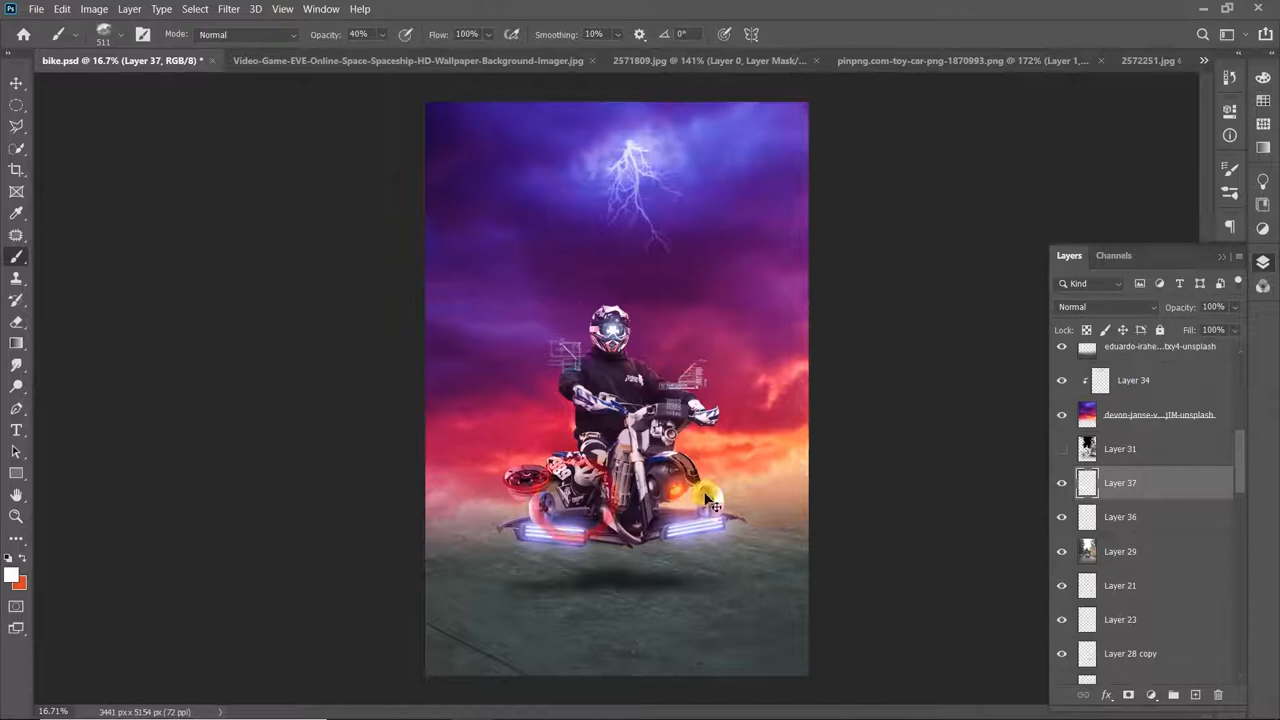 Ps File Edit Image Layer Type Select Filter 3D View Window Help
511 Mode: Normal Opacity: 40% Flow: 100% Smoothing: 10% 0°
bike.psd @ 16.7% (Layer 37, RGB/8) * Video-Game-EVE-Online-Space-Spaceship-HD-Wallpaper-Background-Imager.jpg 2571809.jpg @ 141% (Layer 0, Layer Mask/... pinpng.com-toy-car-png-1870993.png @ 172% (Layer 1,... 2572251.jpg
Layers Channels
Kind
Normal Opacity: 100%
Lock: Fill: 100%
eduardo-irahe...txy4-unsplash
Layer 34
devon-janse-v...JIM-unsplash
Layer 31
Layer 37
Layer 36
Layer 29
Layer 21
Layer 23
Layer 28 copy
16.71% 3441 px x 5154 px (72 ppi)